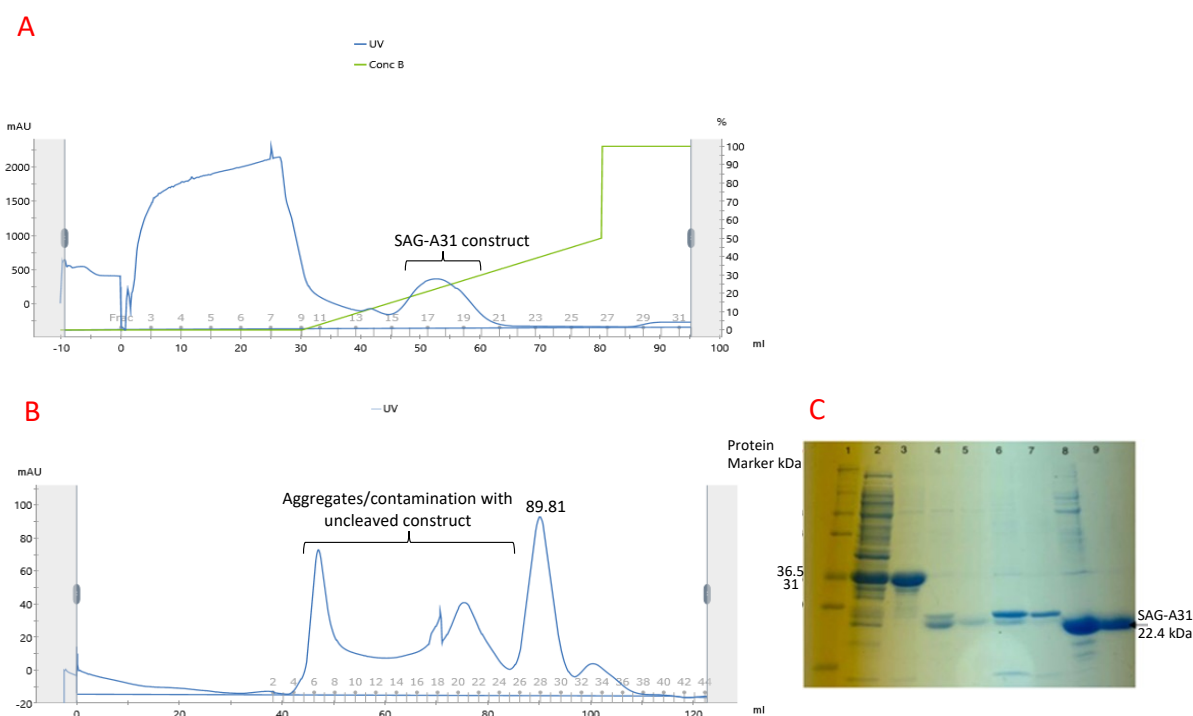 A
UV
Conc B
mAU
%
SAG-A31 construct
2000
1500
1000
500
0
100
90
80
70
60
50
40
30
20
10
0
Frac 3 4 5 6 7 9 11 13 15 17 19 21 23 25 27 29 31
-10 0 10 20 30 40 50 60 70 80 90 100
ml
B
UV
mAU
Aggregates/contamination with
uncleaved construct
89.81
100
80
60
40
20
0
-20
2 4 6 8 10 12 14 16 18 20 22 24 26 28 30 32 34 36 38 40 42 44
0 20 40 60 80 100 120
ml
C
Protein
Marker kDa
1 2 3 4 5 6 7 8 9
36.5
31
SAG-A31
22.4 kDa